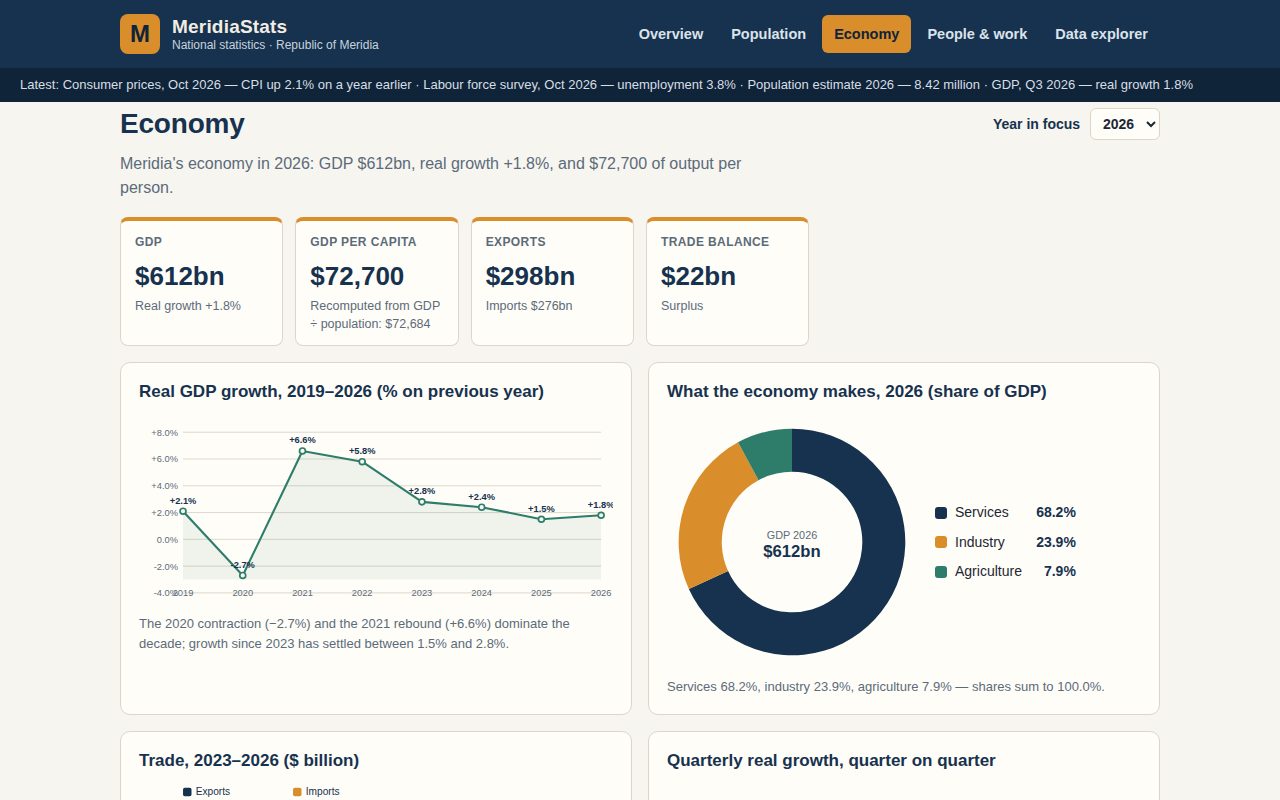 M
MeridiaStats
National statistics · Republic of Meridia
Overview
Population
Economy
People & work
Data explorer
Latest: Consumer prices, Oct 2026 — CPI up 2.1% on a year earlier · Labour force survey, Oct 2026 — unemployment 3.8% · Population estimate 2026 — 8.42 million · GDP, Q3 2026 — real growth 1.8%
Economy
Year in focus
2026
Meridia's economy in 2026: GDP $612bn, real growth +1.8%, and $72,700 of output per
person.
GDP
$612bn
Real growth +1.8%
GDP PER CAPITA
$72,700
Recomputed from GDP
÷ population: $72,684
EXPORTS
$298bn
Imports $276bn
TRADE BALANCE
$22bn
Surplus
Real GDP growth, 2019–2026 (% on previous year)
+8.0%
+6.0%
+4.0%
+2.0%
0.0%
-2.0%
-4.0%
+2.1%
-2.7%
+6.6%
+5.8%
+2.8%
+2.4%
+1.5%
+1.8%
2019
2020
2021
2022
2023
2024
2025
2026
The 2020 contraction (−2.7%) and the 2021 rebound (+6.6%) dominate the
decade; growth since 2023 has settled between 1.5% and 2.8%.
What the economy makes, 2026 (share of GDP)
GDP 2026
$612bn
Services 68.2%
Industry 23.9%
Agriculture 7.9%
Services 68.2%, industry 23.9%, agriculture 7.9% — shares sum to 100.0%.
Trade, 2023–2026 ($ billion)
Exports
Imports
Quarterly real growth, quarter on quarter